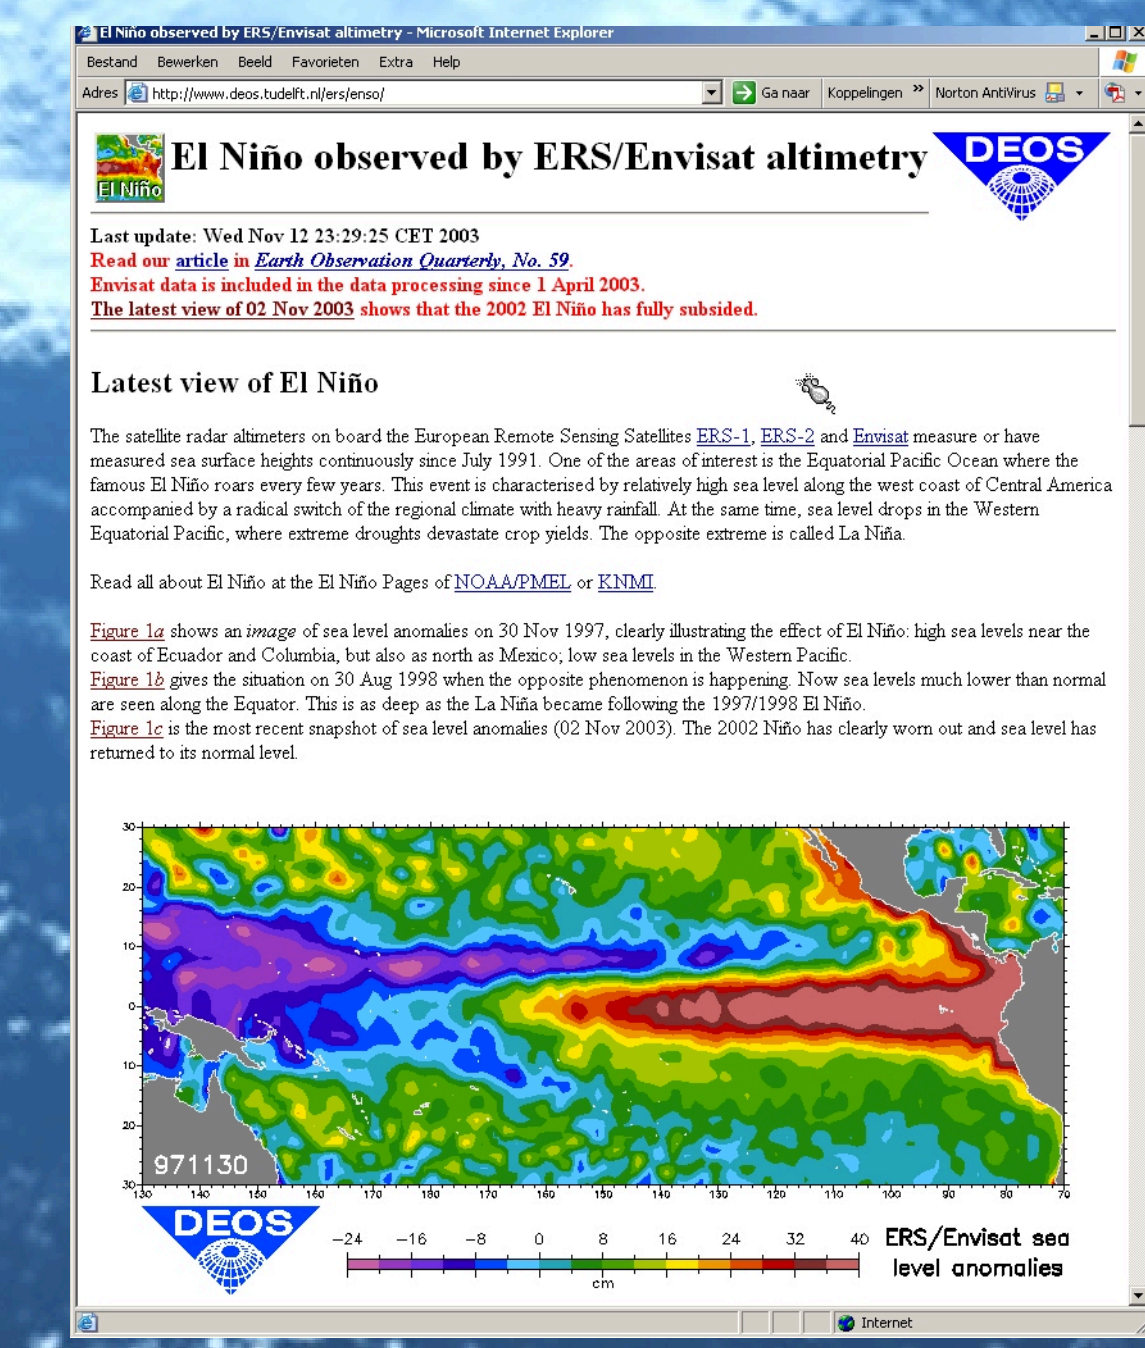 El Niño observed by ERS/Envisat altimetry - Microsoft Internet Explorer
Bestand Bewerken Beeld Favorieten Extra Help
Adres http://www.deos.tudelft.nl/ers/enso/ Ga naar Koppelingen » Norton AntiVirus
El Niño
El Niño observed by ERS/Envisat altimetry
DEOS
Last update: Wed Nov 12 23:29:25 CET 2003
Read our article in Earth Observation Quarterly, No. 59.
Envisat data is included in the data processing since 1 April 2003.
The latest view of 02 Nov 2003 shows that the 2002 El Niño has fully subsided.
Latest view of El Niño
The satellite radar altimeters on board the European Remote Sensing Satellites ERS-1, ERS-2 and Envisat measure or have
measured sea surface heights continuously since July 1991. One of the areas of interest is the Equatorial Pacific Ocean where the
famous El Niño roars every few years. This event is characterised by relatively high sea level along the west coast of Central America
accompanied by a radical switch of the regional climate with heavy rainfall. At the same time, sea level drops in the Western
Equatorial Pacific, where extreme droughts devastate crop yields. The opposite extreme is called La Niña.
Read all about El Niño at the El Niño Pages of NOAA/PMEL or KNMI.
Figure 1a shows an image of sea level anomalies on 30 Nov 1997, clearly illustrating the effect of El Niño: high sea levels near the
coast of Ecuador and Columbia, but also as north as Mexico; low sea levels in the Western Pacific.
Figure 1b gives the situation on 30 Aug 1998 when the opposite phenomenon is happening. Now sea levels much lower than normal
are seen along the Equator. This is as deep as the La Niña became following the 1997/1998 El Niño.
Figure 1c is the most recent snapshot of sea level anomalies (02 Nov 2003). The 2002 Niño has clearly worn out and sea level has
returned to its normal level.
30
20
10
0
10
20
30
971130
130 140 150 160 170 180 170 160 150 140 130 120 110 100 90 80 70
DEOS
-24 -16 -8 0 8 16 24 32 40
cm
ERS/Envisat sea
level anomalies
Internet